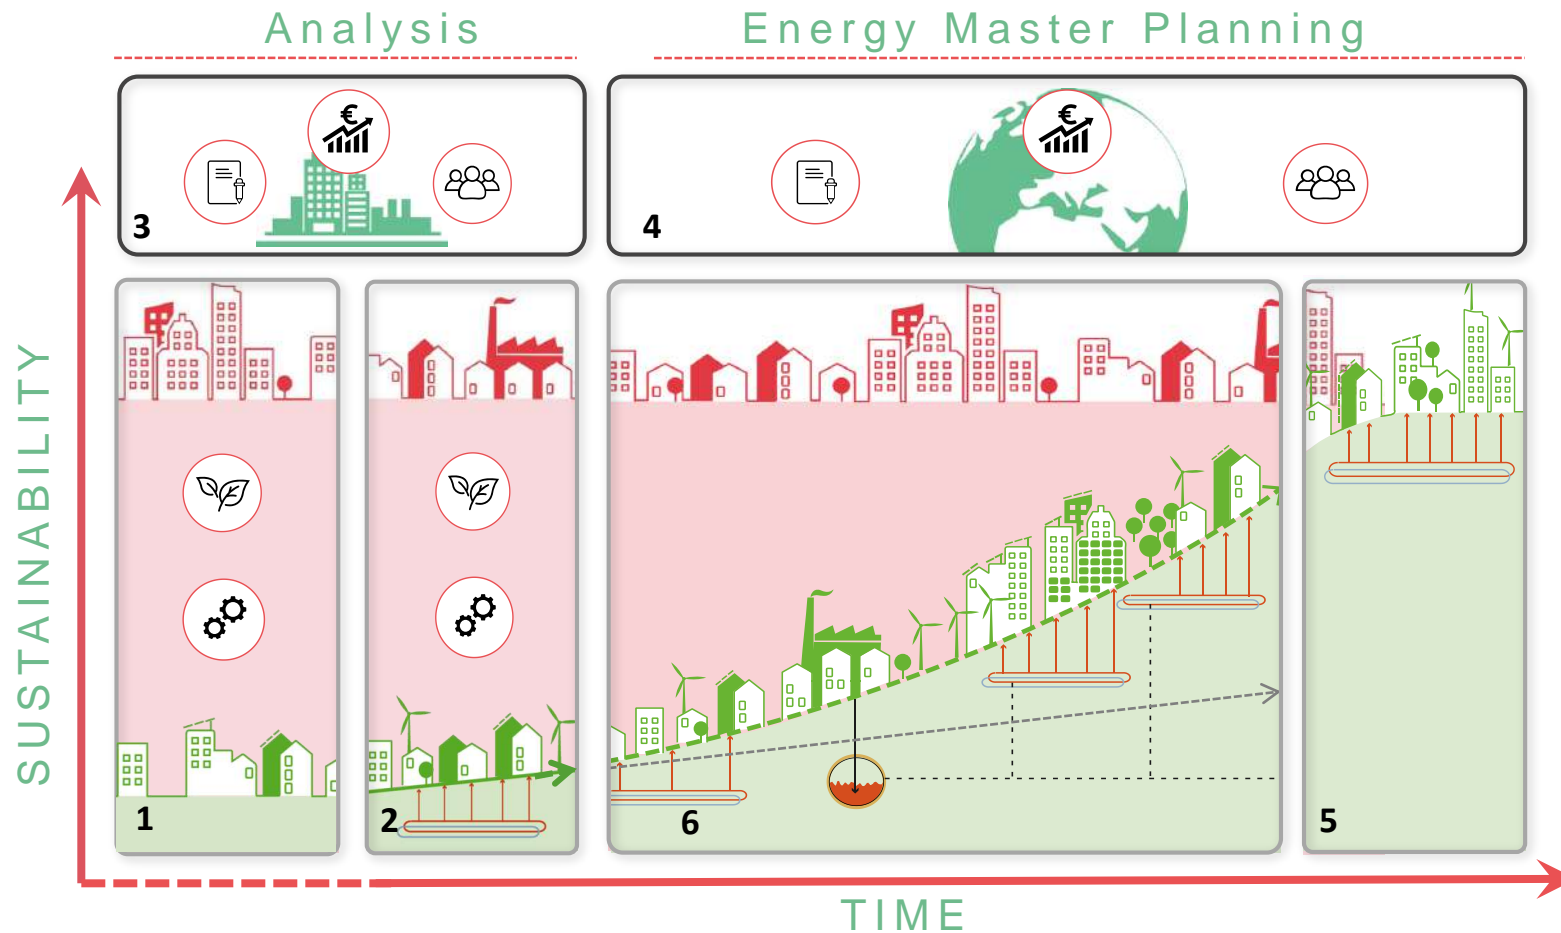 Analysis
Energy Master Planning
€
€
3
4
SUSTAINABILITY
1
2
6
5
TIME